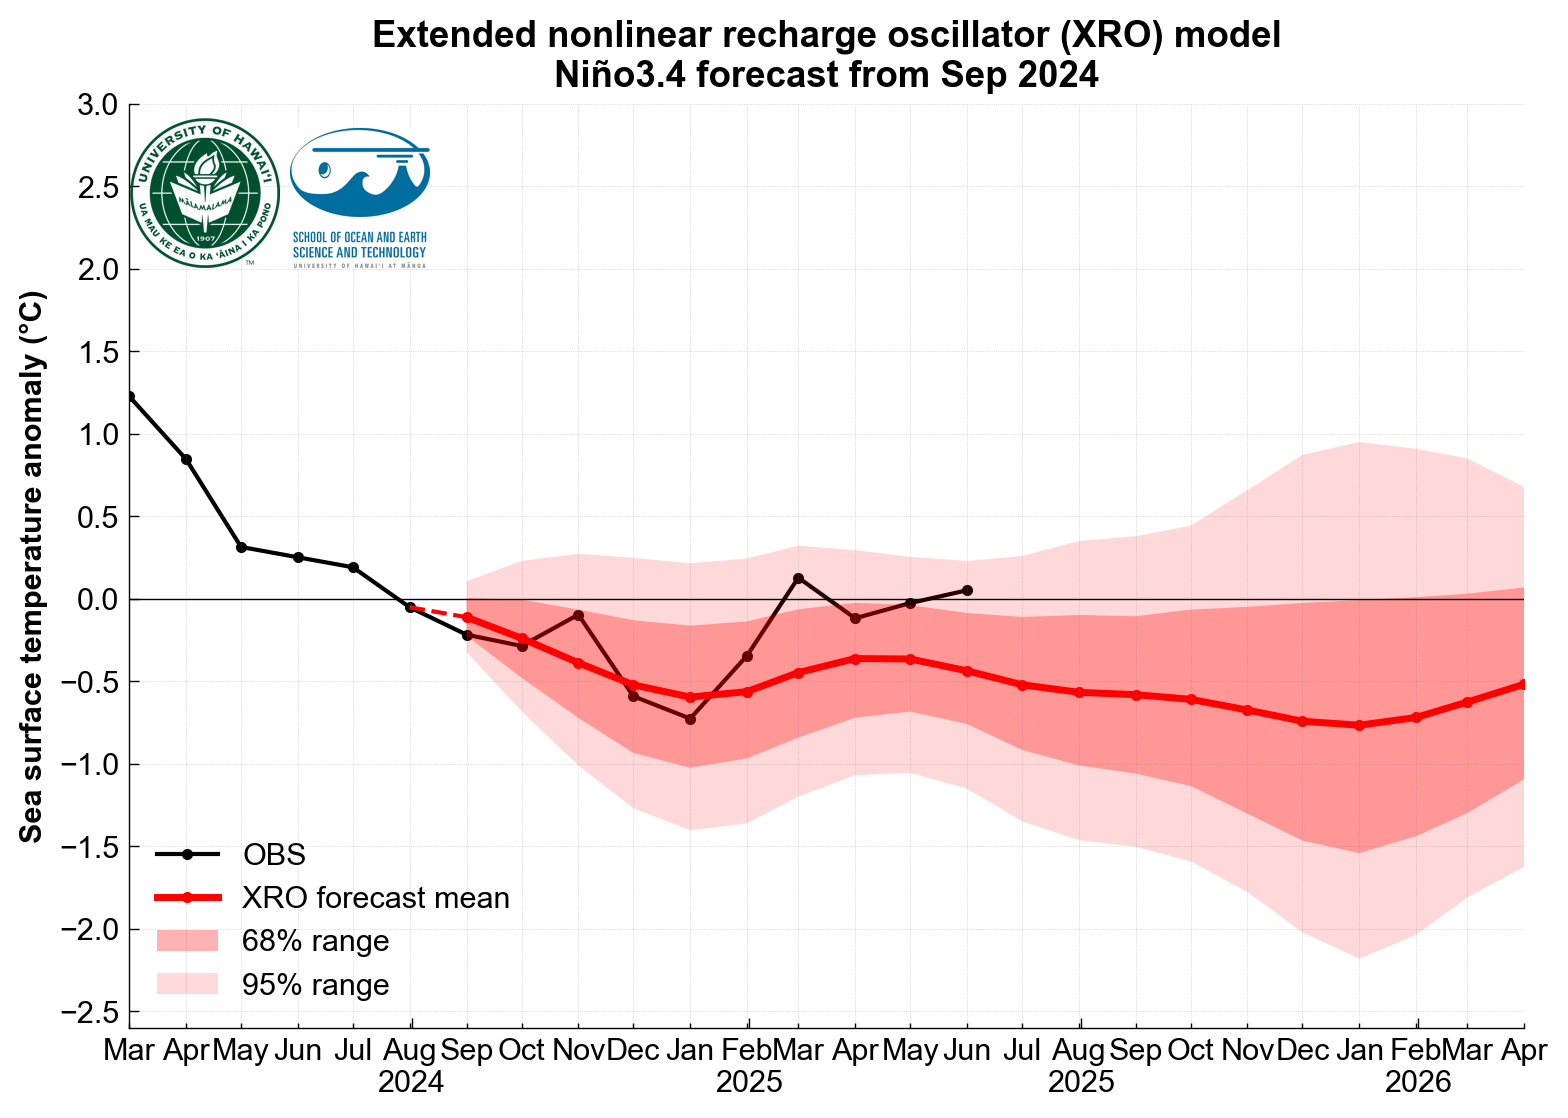 Extended nonlinear recharge oscillator (XRO) model
Niño3.4 forecast from Sep 2024
Sea surface temperature anomaly (°C)
3.0
2.5
2.0
1.5
1.0
0.5
0.0
−0.5
−1.0
−1.5
−2.0
−2.5
UNIVERSITY OF HAWAIʻI
UA MAU KE EA O KA ʻĀINA I KA PONO
MĀLAMALAMA
1907
TM
SCHOOL OF OCEAN AND EARTH
SCIENCE AND TECHNOLOGY
UNIVERSITY OF HAWAIʻI AT MĀNOA
OBS
XRO forecast mean
68% range
95% range
Mar Apr May Jun Jul Aug Sep Oct Nov Dec Jan Feb Mar Apr May Jun Jul Aug Sep Oct Nov Dec Jan Feb Mar Apr
2024 2025 2025 2026